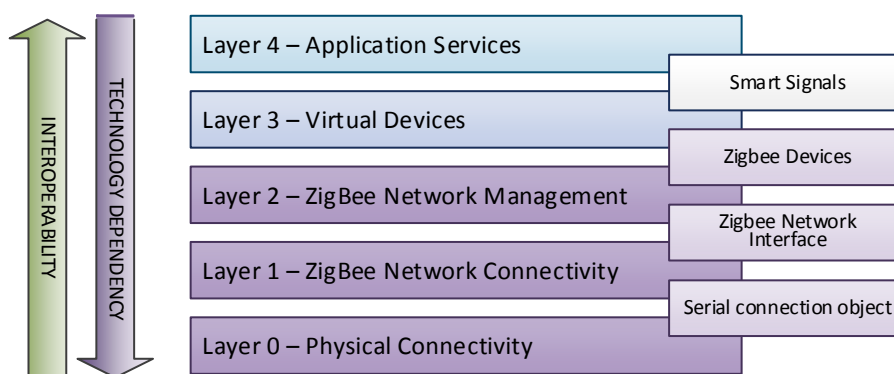 INTEROPERABILITY
TECHNOLOGY DEPENDENCY
Layer 4 – Application Services
Smart Signals
Layer 3 – Virtual Devices
Zigbee Devices
Layer 2 – ZigBee Network Management
Zigbee Network
Interface
Layer 1 – ZigBee Network Connectivity
Serial connection object
Layer 0 – Physical Connectivity